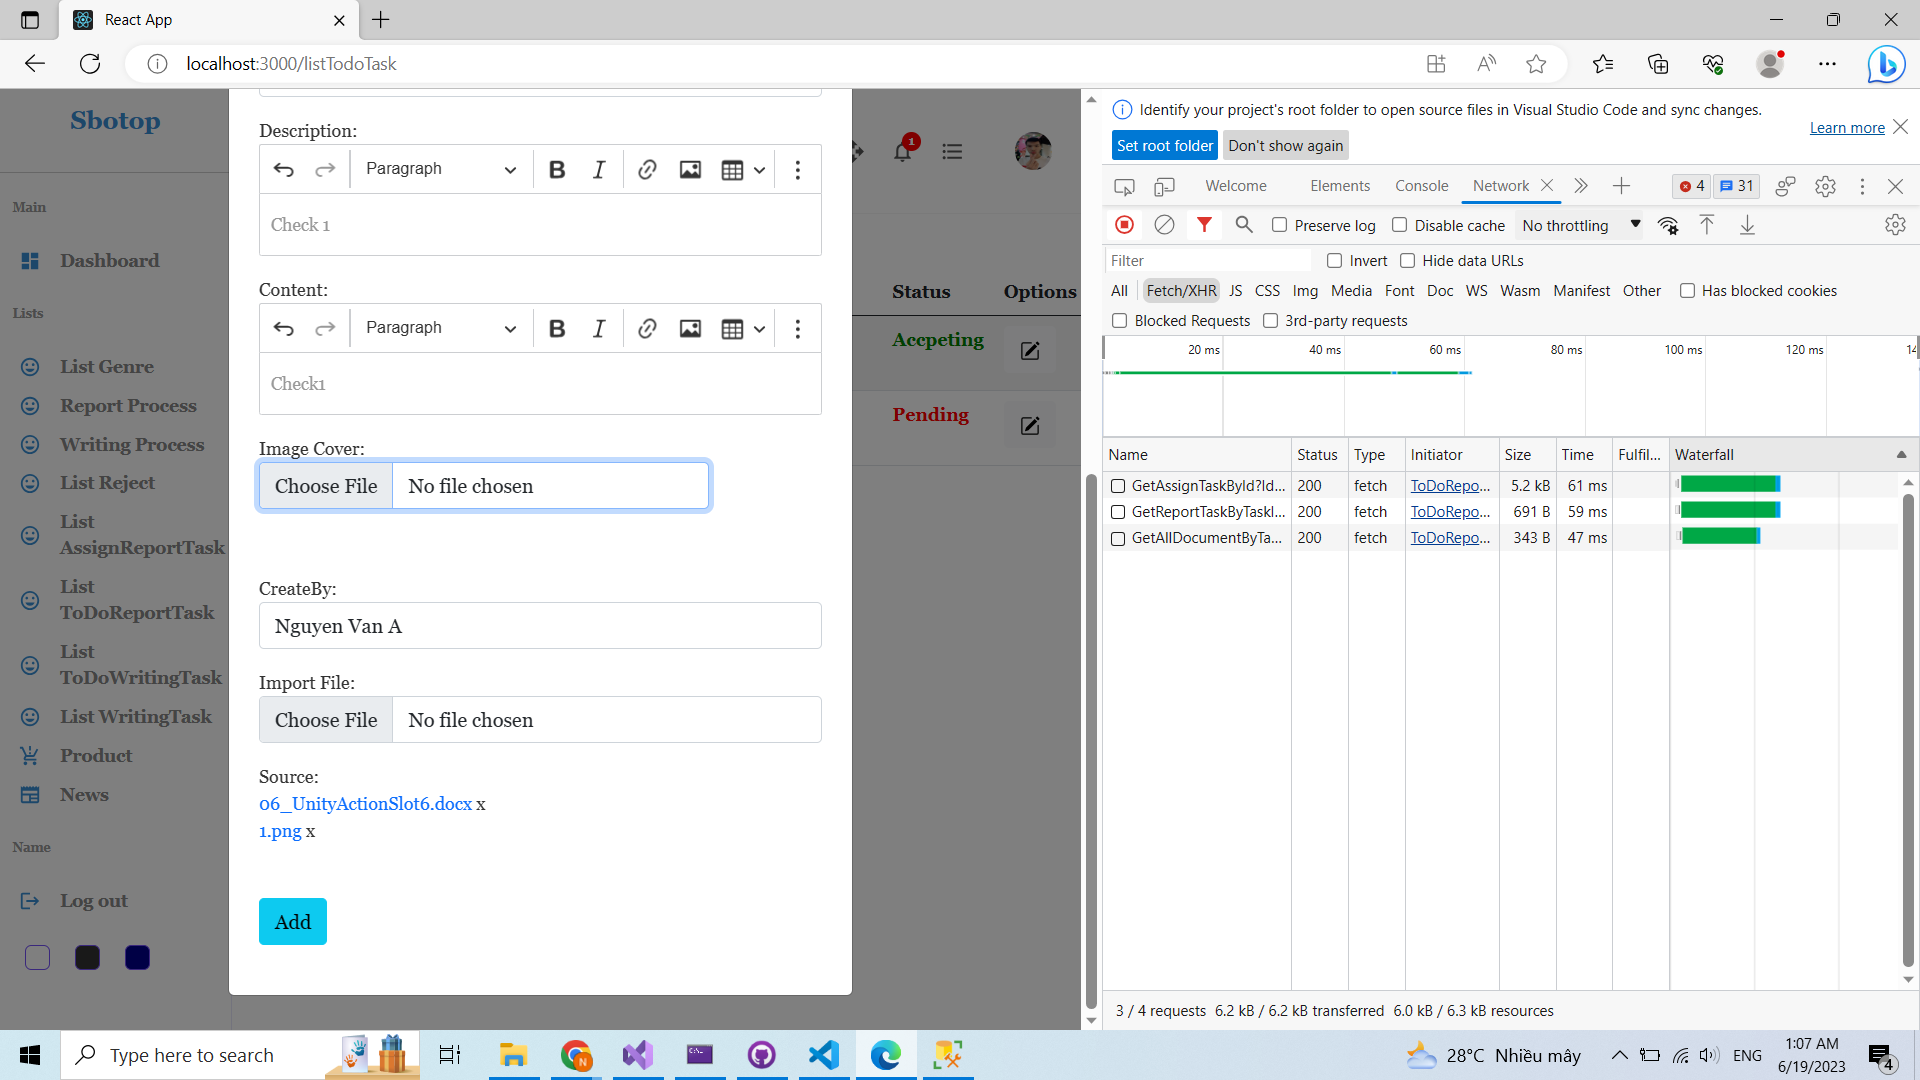 React App
localhost:3000/listTodoTask
Sbotop
Main
Dashboard
Lists
List Genre
Report Process
Writing Process
List Reject
List
AssignReportTask
List
ToDoReportTask
List
ToDoWritingTask
List WritingTask
Product
News
Name
Log out
Description:
Paragraph
Check 1
Content:
Paragraph
Check1
Image Cover:
Choose File No file chosen
CreateBy:
Nguyen Van A
Import File:
Choose File No file chosen
Source:
06_UnityActionSlot6.docx x
1.png x
Add
1
Status Options
Accpeting
Pending
Identify your project's root folder to open source files in Visual Studio Code and sync changes.
Set root folder Don't show again
Learn more
Welcome Elements Console Network 4 31
Preserve log Disable cache No throttling
Filter Invert Hide data URLs
All Fetch/XHR JS CSS Img Media Font Doc WS Wasm Manifest Other Has blocked cookies
Blocked Requests 3rd-party requests
20 ms 40 ms 60 ms 80 ms 100 ms 120 ms 14
Name Status Type Initiator Size Time Fulfil... Waterfall
GetAssignTaskById?Id... 200 fetch ToDoRepo... 5.2 kB 61 ms
GetReportTaskByTaskI... 200 fetch ToDoRepo... 691 B 59 ms
GetAllDocumentByTa... 200 fetch ToDoRepo... 343 B 47 ms
3 / 4 requests 6.2 kB / 6.2 kB transferred 6.0 kB / 6.3 kB resources
Type here to search
N
28°C Nhiều mây
ENG
1:07 AM
6/19/2023
4